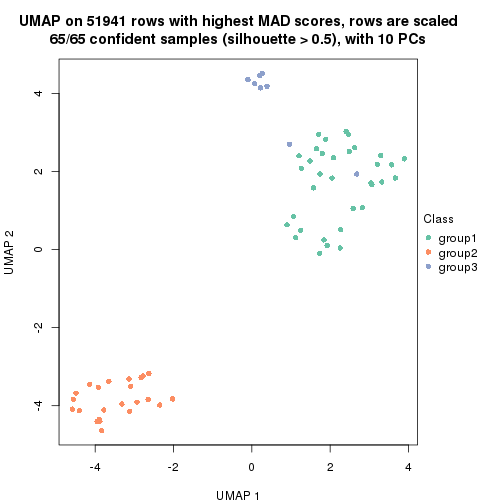 UMAP on 51941 rows with highest MAD scores, rows are scaled
65/65 confident samples (silhouette > 0.5), with 10 PCs
4
2
0
-2
-4
UMAP 2
-4
-2
0
2
4
UMAP 1
Class
group1
group2
group3